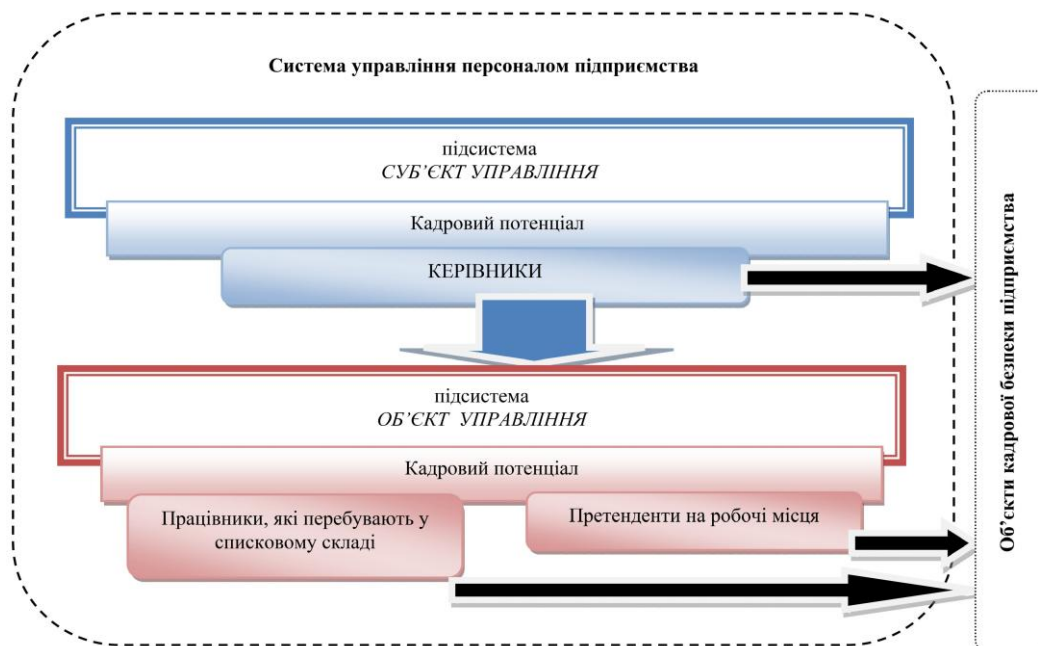 Система управління персоналом підприємства
підсистема
СУБ’ЄКТ УПРАВЛІННЯ
Кадровий потенціал
КЕРІВНИКИ
підсистема
ОБ’ЄКТ УПРАВЛІННЯ
Кадровий потенціал
Працівники, які перебувають у
списковому складі
Претенденти на робочі місця
Об’єкти кадрової безпеки підприємства